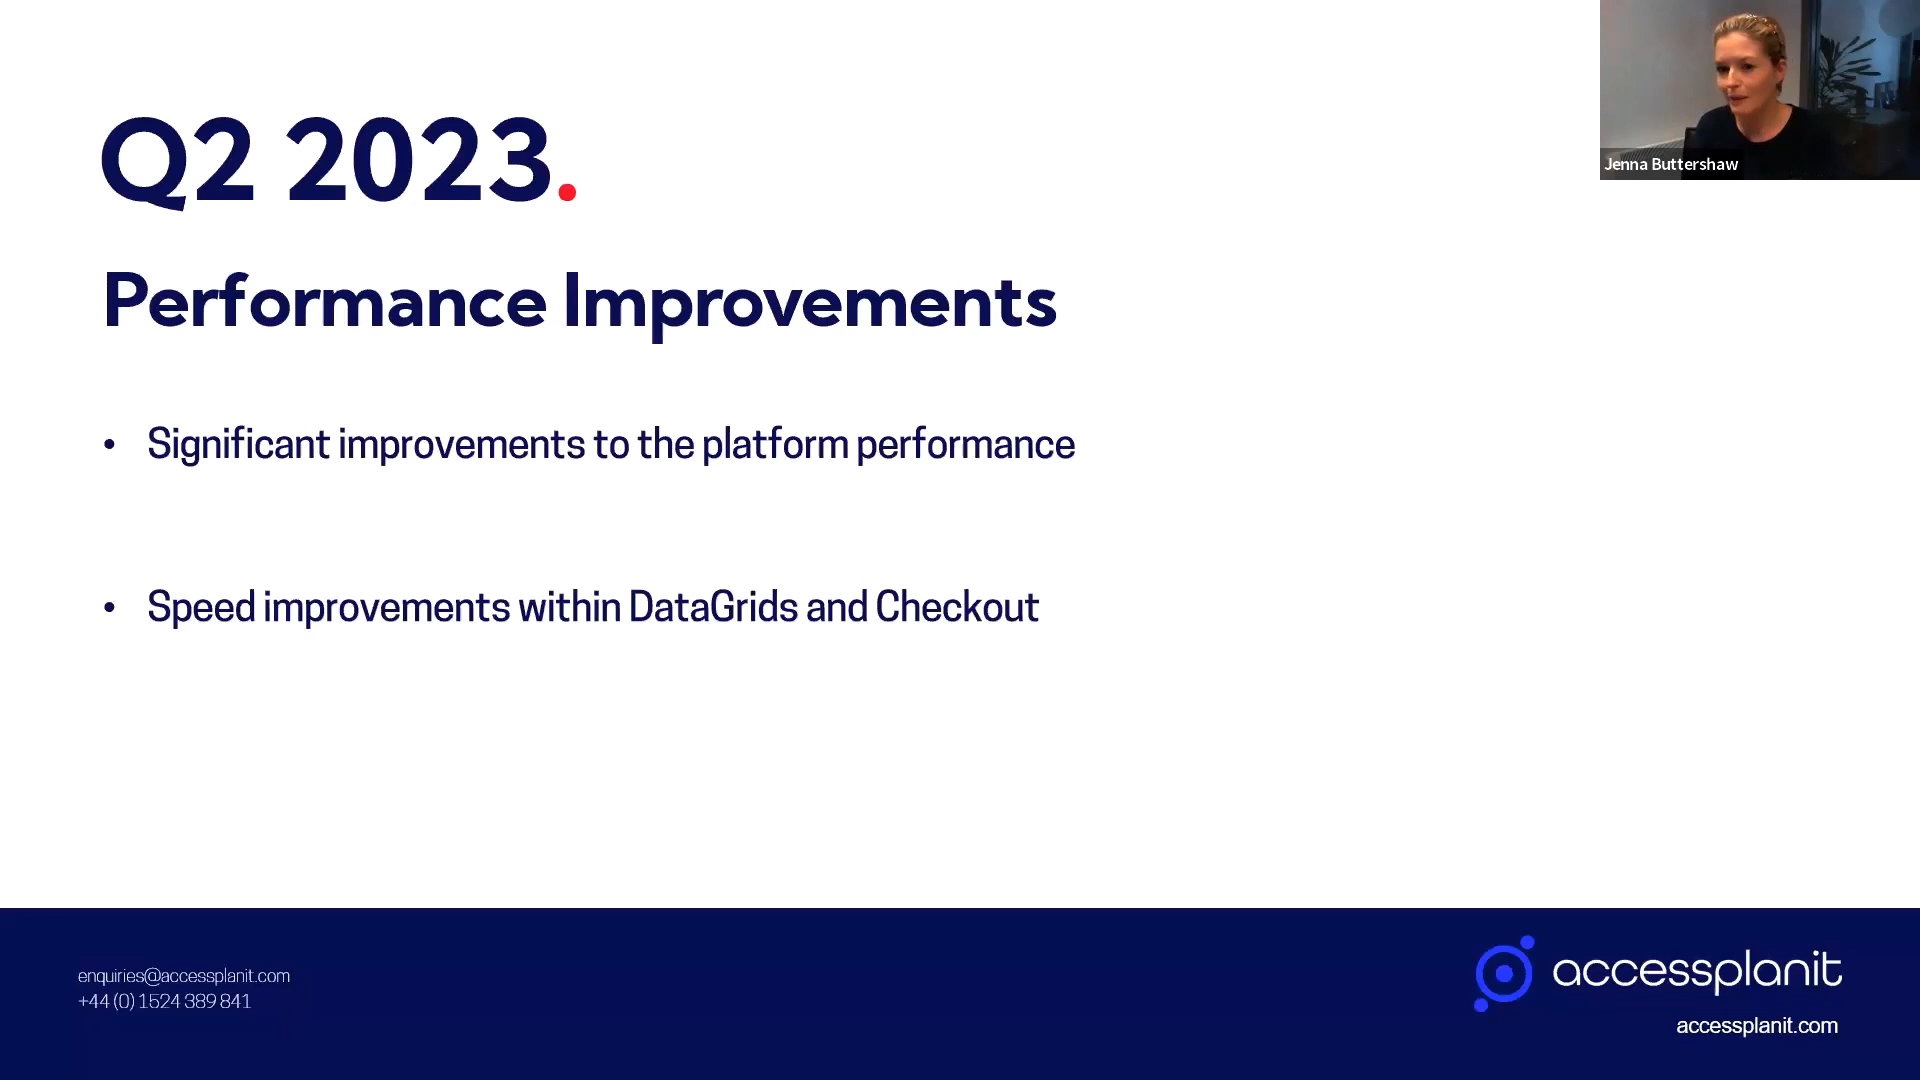 Q2 2023.
Jenna Buttershaw
Performance Improvements
• Significant improvements to the platform performance
• Speed improvements within DataGrids and Checkout
enquiries@accessplanit.com
+44 (0) 1524 389 841
accessplanit
accessplanit.com